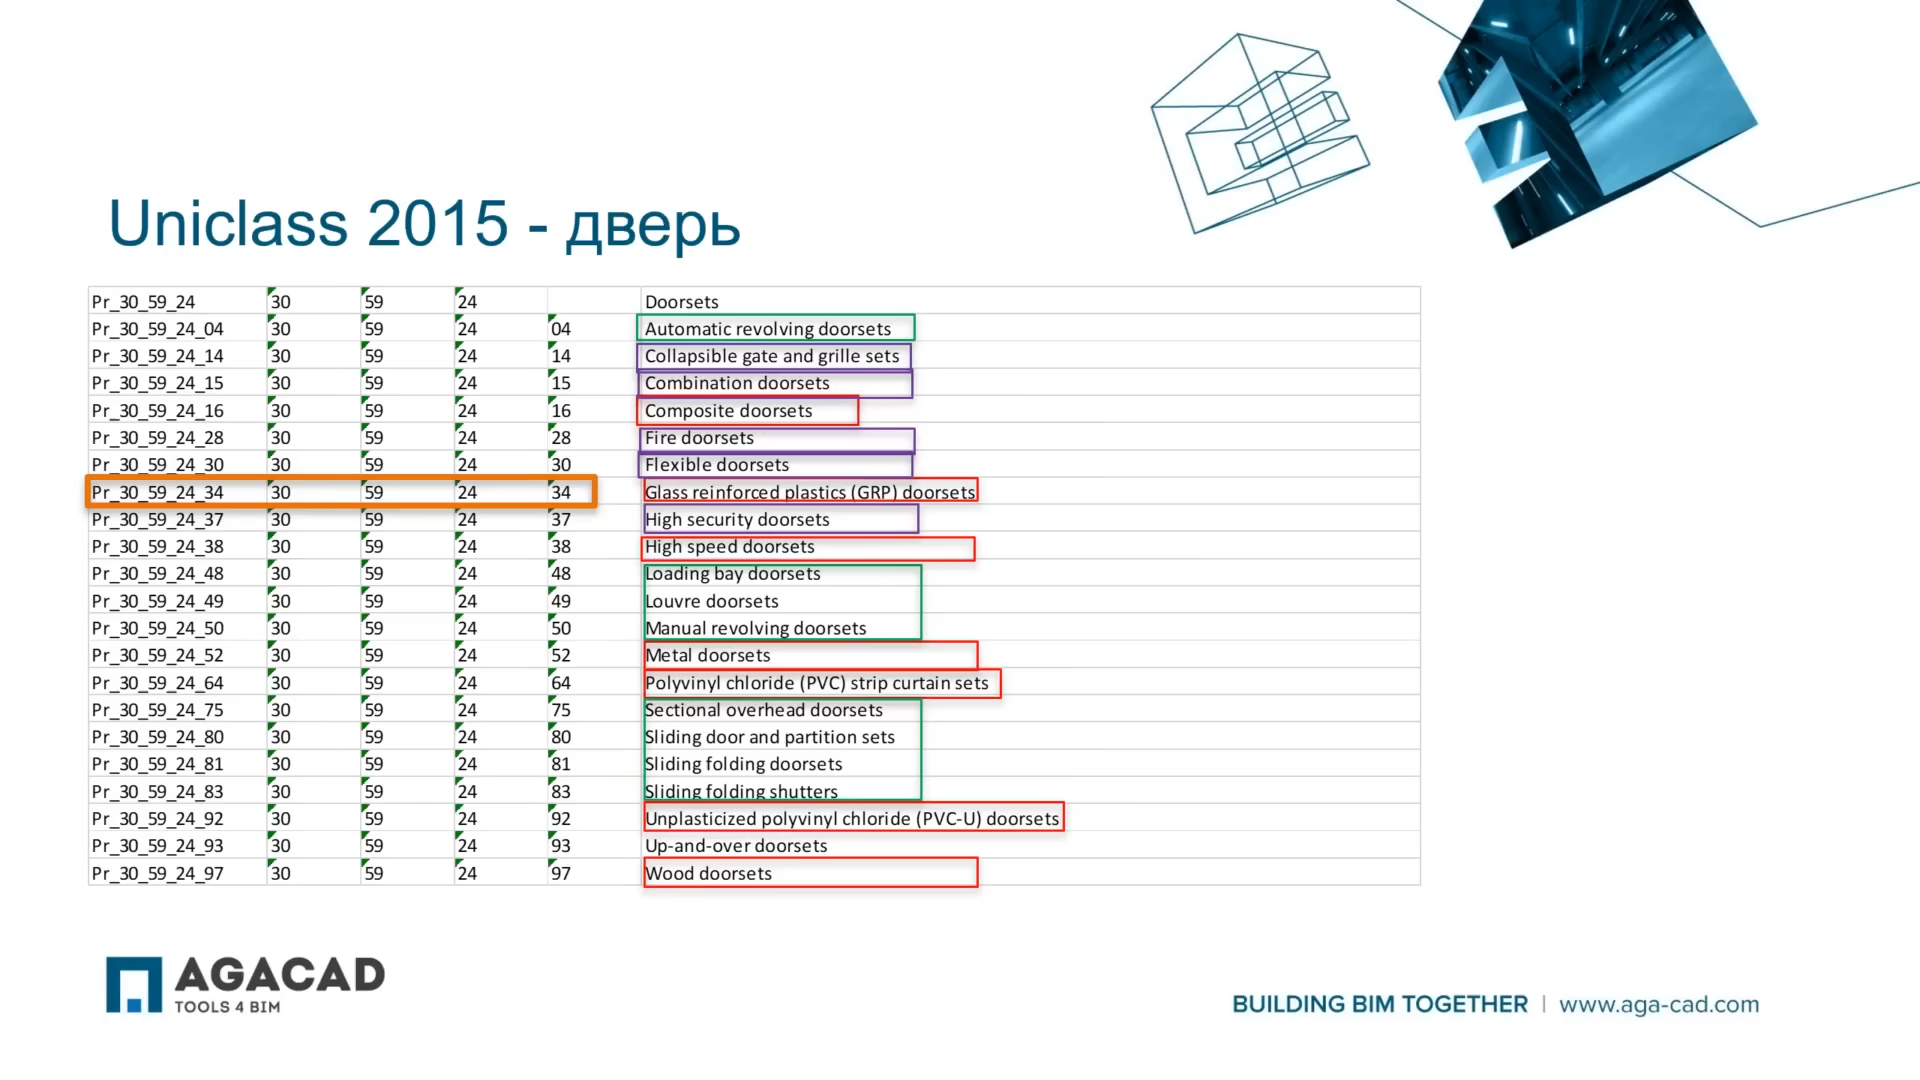 Uniclass 2015 - дверь
Pr_30_59_24 30 59 24 Doorsets
Pr_30_59_24_04 30 59 24 04 Automatic revolving doorsets
Pr_30_59_24_14 30 59 24 14 Collapsible gate and grille sets
Pr_30_59_24_15 30 59 24 15 Combination doorsets
Pr_30_59_24_16 30 59 24 16 Composite doorsets
Pr_30_59_24_28 30 59 24 28 Fire doorsets
Pr_30_59_24_30 30 59 24 30 Flexible doorsets
Pr_30_59_24_34 30 59 24 34 Glass reinforced plastics (GRP) doorsets
Pr_30_59_24_37 30 59 24 37 High security doorsets
Pr_30_59_24_38 30 59 24 38 High speed doorsets
Pr_30_59_24_48 30 59 24 48 Loading bay doorsets
Pr_30_59_24_49 30 59 24 49 Louvre doorsets
Pr_30_59_24_50 30 59 24 50 Manual revolving doorsets
Pr_30_59_24_52 30 59 24 52 Metal doorsets
Pr_30_59_24_64 30 59 24 64 Polyvinyl chloride (PVC) strip curtain sets
Pr_30_59_24_75 30 59 24 75 Sectional overhead doorsets
Pr_30_59_24_80 30 59 24 80 Sliding door and partition sets
Pr_30_59_24_81 30 59 24 81 Sliding folding doorsets
Pr_30_59_24_83 30 59 24 83 Sliding folding shutters
Pr_30_59_24_92 30 59 24 92 Unplasticized polyvinyl chloride (PVC-U) doorsets
Pr_30_59_24_93 30 59 24 93 Up-and-over doorsets
Pr_30_59_24_97 30 59 24 97 Wood doorsets
AGACAD
TOOLS 4 BIM
BUILDING BIM TOGETHER | www.aga-cad.com